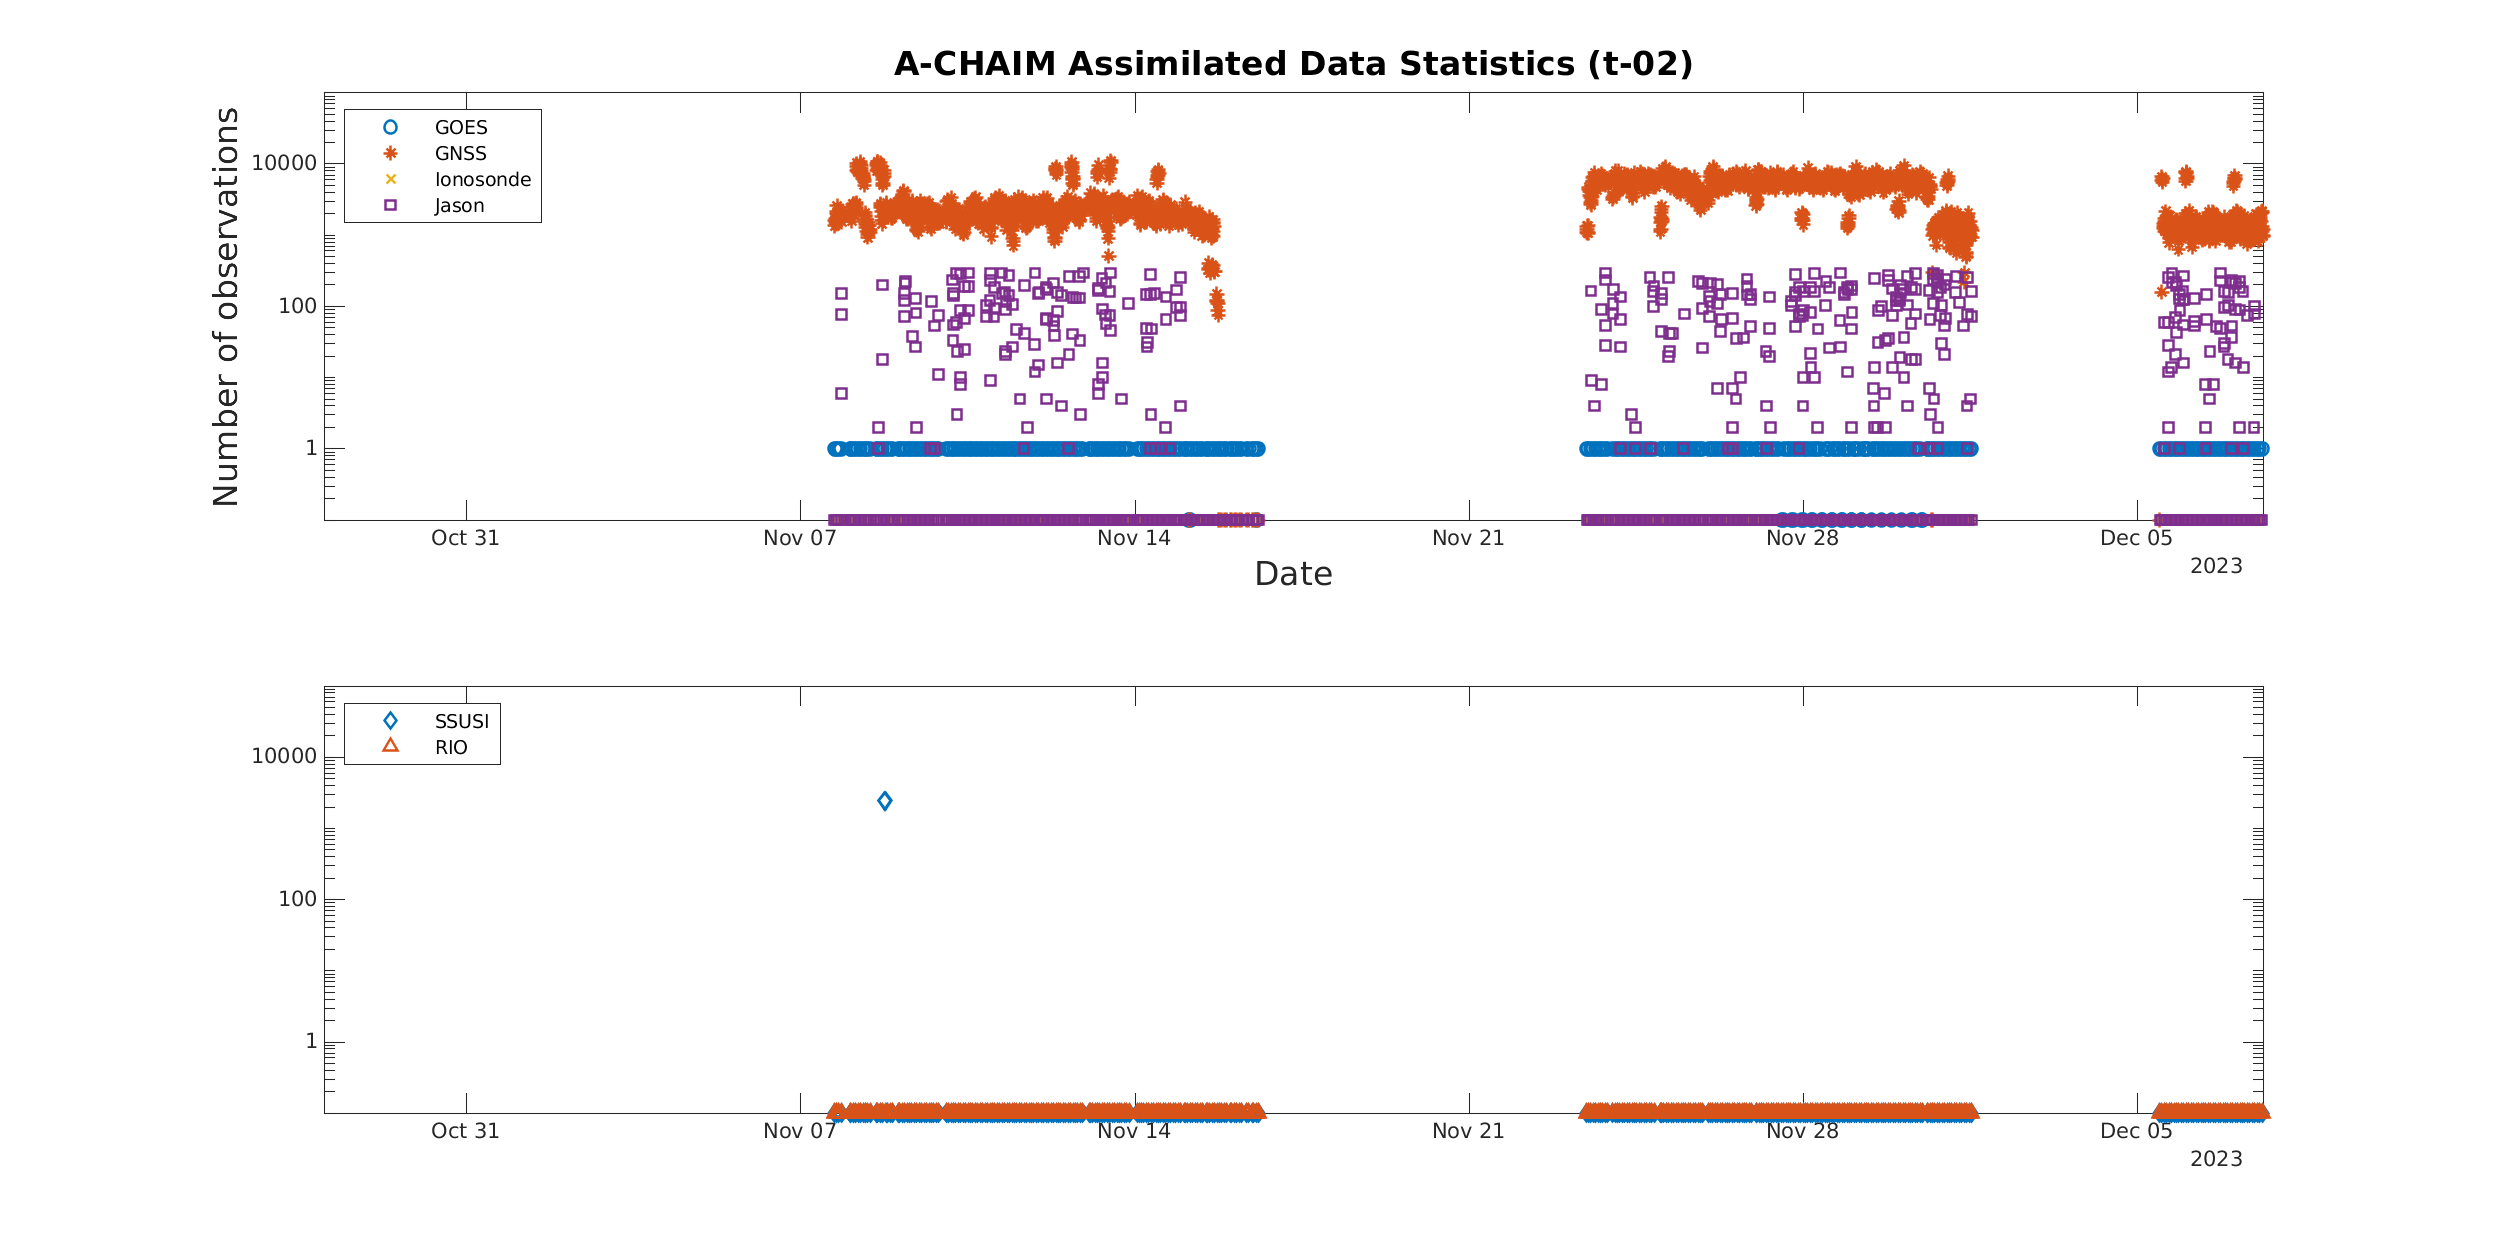 A-CHAIM Assimilated Data Statistics (t-02)
Number of observations
GOES
GNSS
Ionosonde
Jason
10000
100
1
Oct 31 Nov 07 Nov 14 Nov 21 Nov 28 Dec 05
2023
Date
SSUSI
RIO
10000
100
1
Oct 31 Nov 07 Nov 14 Nov 21 Nov 28 Dec 05
2023